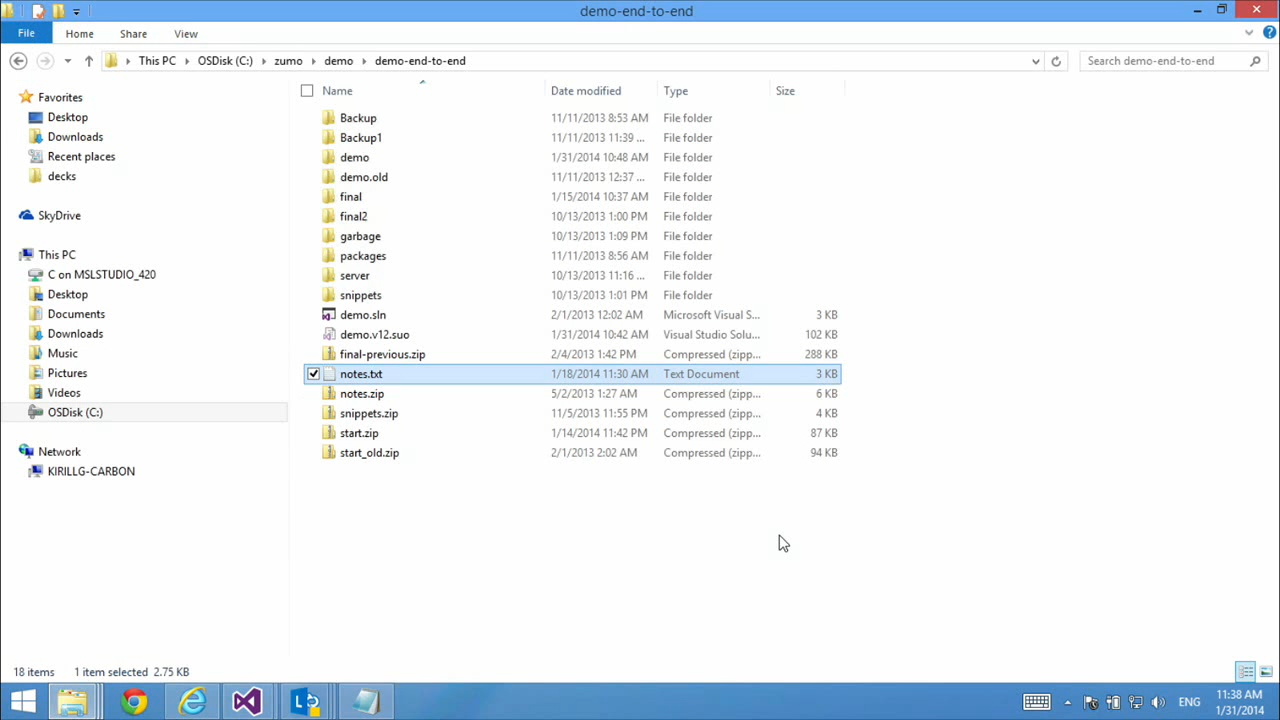 demo-end-to-end
File Home Share View
This PC OSDisk (C:) zumo demo demo-end-to-end Search demo-end-to-end
Name Date modified Type Size
Favorites
Desktop
Downloads
Recent places
decks
SkyDrive
This PC
C on MSLSTUDIO_420
Desktop
Documents
Downloads
Music
Pictures
Videos
OSDisk (C:)
Network
KIRILLG-CARBON
Backup 11/11/2013 8:53 AM File folder
Backup1 11/11/2013 11:39 ... File folder
demo 1/31/2014 10:48 AM File folder
demo.old 11/11/2013 12:37 ... File folder
final 1/15/2014 10:37 AM File folder
final2 10/13/2013 1:00 PM File folder
garbage 10/13/2013 1:09 PM File folder
packages 11/11/2013 8:56 AM File folder
server 10/13/2013 11:16 ... File folder
snippets 10/13/2013 1:01 PM File folder
demo.sln 2/1/2013 12:02 AM Microsoft Visual S... 3 KB
demo.v12.suo 1/31/2014 10:42 AM Visual Studio Solu... 102 KB
final-previous.zip 2/4/2013 1:42 PM Compressed (zipp... 288 KB
notes.txt 1/18/2014 11:30 AM Text Document 3 KB
notes.zip 5/2/2013 1:27 AM Compressed (zipp... 6 KB
snippets.zip 11/5/2013 11:55 PM Compressed (zipp... 4 KB
start.zip 1/14/2014 11:42 PM Compressed (zipp... 87 KB
start_old.zip 2/1/2013 2:02 AM Compressed (zipp... 94 KB
18 items 1 item selected 2.75 KB
ENG 11:38 AM
1/31/2014